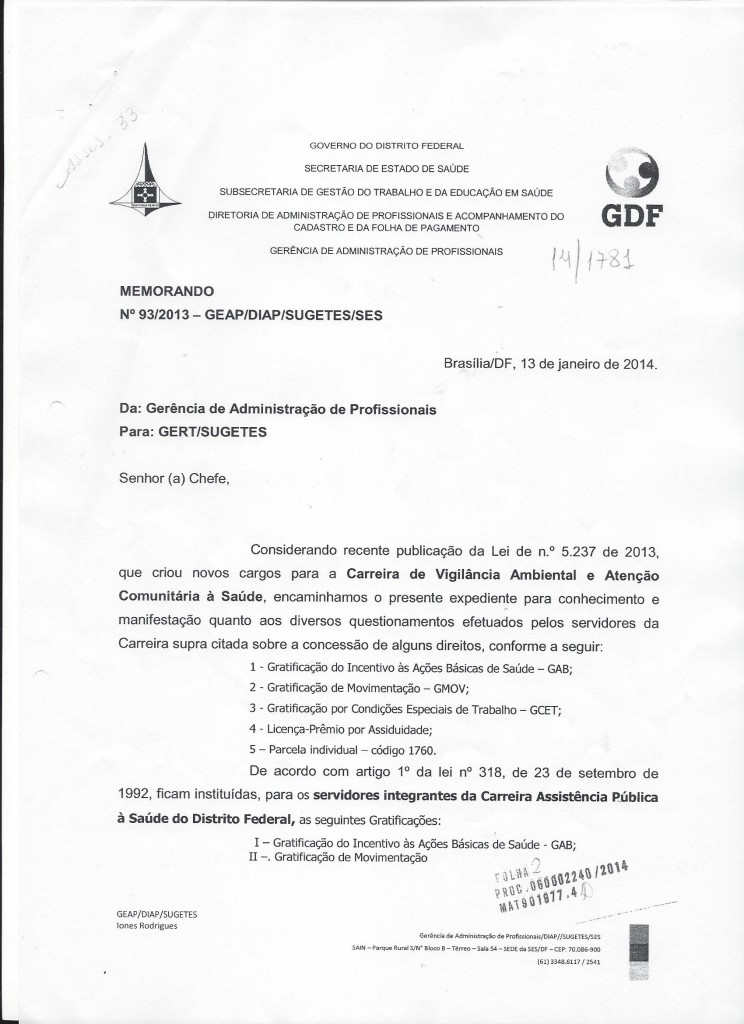 GOVERNO DO DISTRITO FEDERAL
SECRETARIA DE ESTADO DE SAÚDE
SUBSECRETARIA DE GESTÃO DO TRABALHO E DA EDUCAÇÃO EM SAÚDE
DIRETORIA DE ADMINISTRAÇÃO DE PROFISSIONAIS E ACOMPANHAMENTO DO
CADASTRO E DA FOLHA DE PAGAMENTO
GERÊNCIA DE ADMINISTRAÇÃO DE PROFISSIONAIS
GDF
33
14/1781
MEMORANDO
Nº 93/2013 – GEAP/DIAP/SUGETES/SES
Brasília/DF, 13 de janeiro de 2014.
Da: Gerência de Administração de Profissionais
Para: GERT/SUGETES
Senhor (a) Chefe,
Considerando recente publicação da Lei de n.º 5.237 de 2013,
que criou novos cargos para a Carreira de Vigilância Ambiental e Atenção
Comunitária à Saúde, encaminhamos o presente expediente para conhecimento e
manifestação quanto aos diversos questionamentos efetuados pelos servidores da
Carreira supra citada sobre a concessão de alguns direitos, conforme a seguir:
1 - Gratificação do Incentivo às Ações Básicas de Saúde – GAB;
2 - Gratificação de Movimentação – GMOV;
3 - Gratificação por Condições Especiais de Trabalho – GCET;
4 - Licença-Prêmio por Assiduidade;
5 – Parcela individual – código 1760.
De acordo com artigo 1º da lei nº 318, de 23 de setembro de
1992, ficam instituídas, para os servidores integrantes da Carreira Assistência Pública
à Saúde do Distrito Federal, as seguintes Gratificações:
I – Gratificação do Incentivo às Ações Básicas de Saúde - GAB;
II –. Gratificação de Movimentação
FOLHA 2
PROC.060002240/2014
MAT901877.4
GEAP/DIAP/SUGETES
Iones Rodrigues
Gerência de Administração de Profissionais/DIAP//SUGETES/SES
SAIN – Parque Rural S/Nº Bloco B – Térreo – Sala 54 – SEDE da SES/DF – CEP: 70.086-900
(61) 3348.6117 / 2541